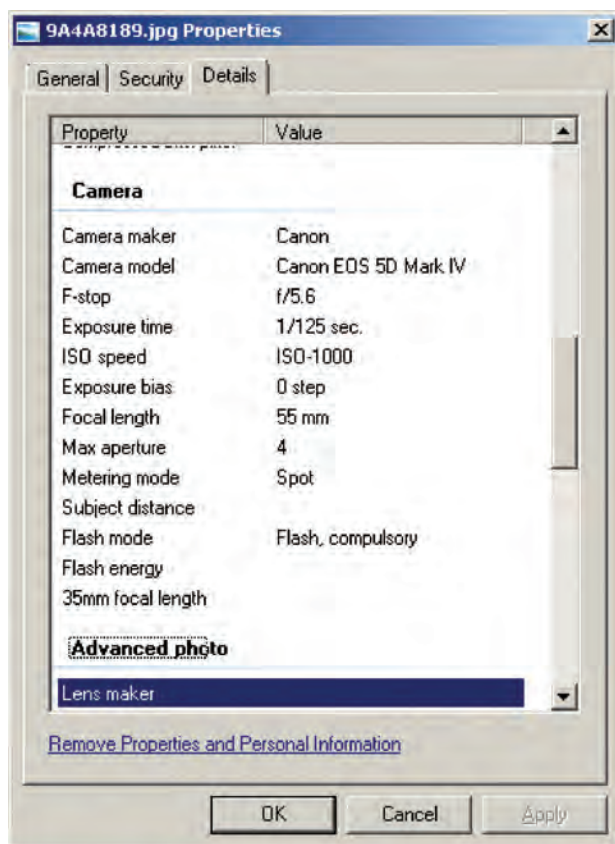 9A4A8189.jpg Properties
General Security Details
Property Value
Camera
Camera maker Canon
Camera model Canon EOS 5D Mark IV
F-stop f/5.6
Exposure time 1/125 sec.
ISO speed ISO-1000
Exposure bias 0 step
Focal length 55 mm
Max aperture 4
Metering mode Spot
Subject distance
Flash mode Flash, compulsory
Flash energy
35mm focal length
Advanced photo
Lens maker
Remove Properties and Personal Information
OK Cancel Apply